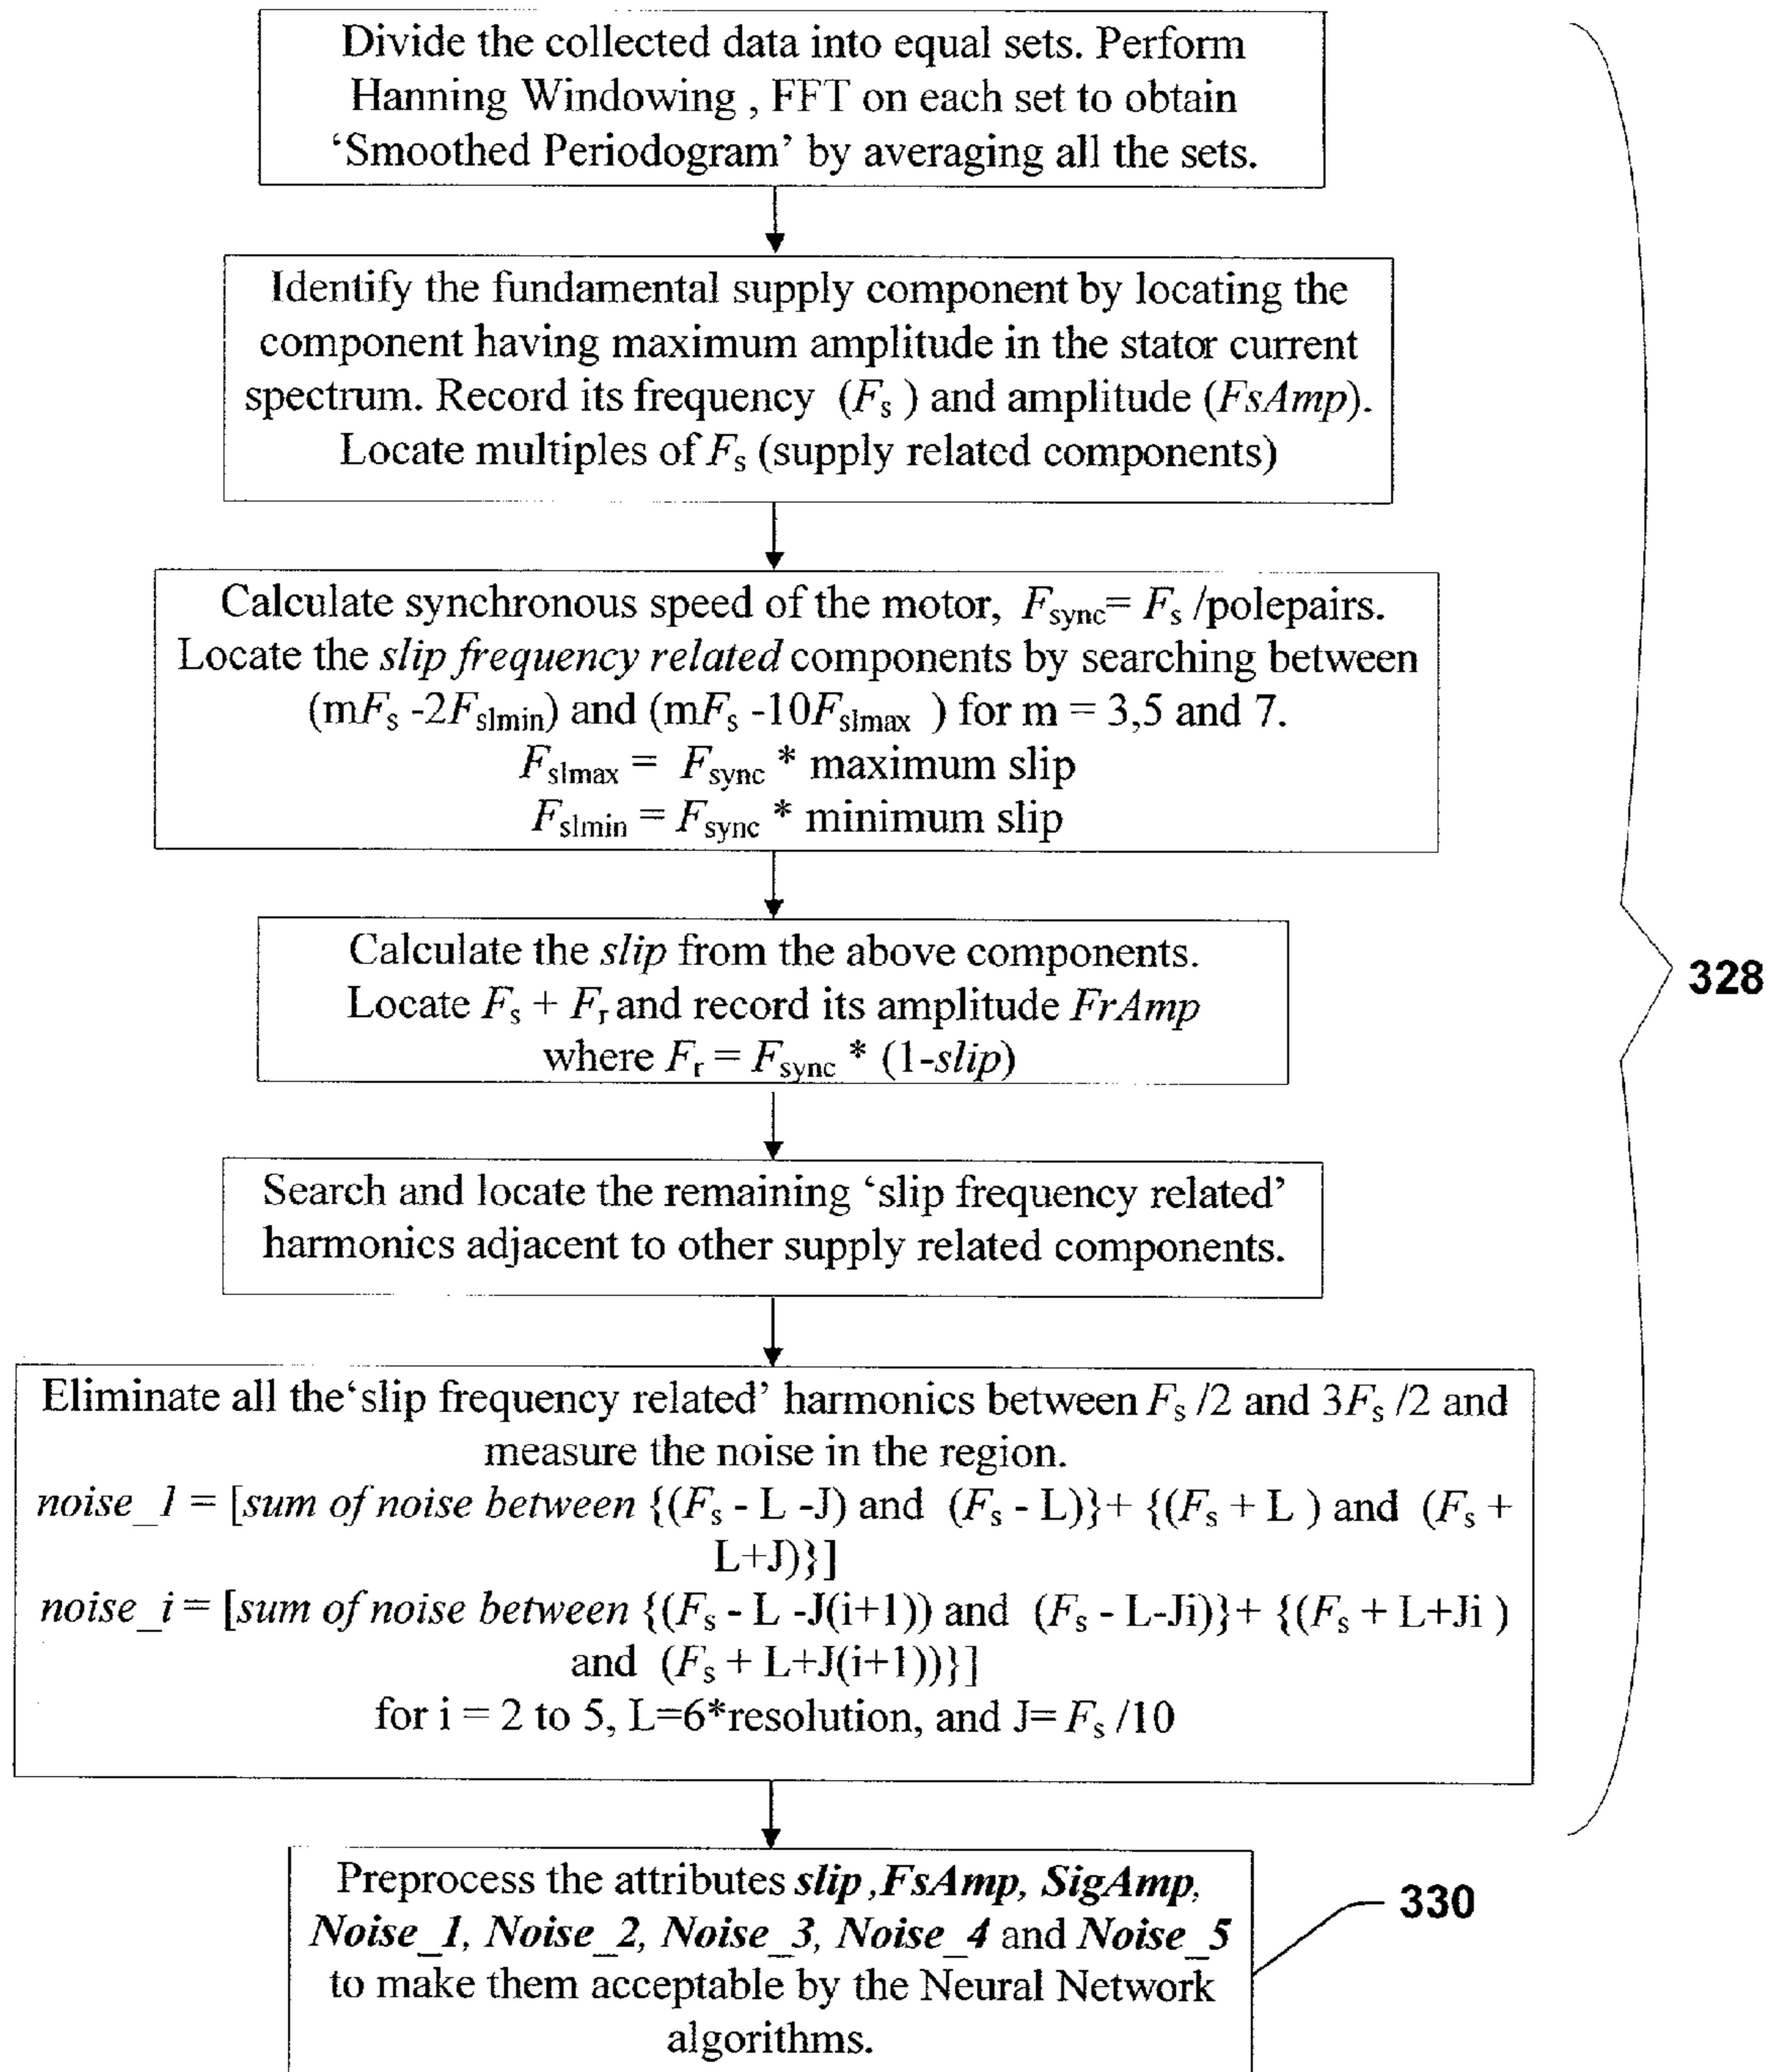 Divide the collected data into equal sets. Perform
Hanning Windowing , FFT on each set to obtain
‘Smoothed Periodogram’ by averaging all the sets.
Identify the fundamental supply component by locating the
component having maximum amplitude in the stator current
spectrum. Record its frequency (Fs ) and amplitude (FsAmp).
Locate multiples of Fs (supply related components)
Calculate synchronous speed of the motor, Fsync= Fs /polepairs.
Locate the slip frequency related components by searching between
(mFs -2Fslmin) and (mFs -10Fslmax ) for m = 3,5 and 7.
Fslmax = Fsync * maximum slip
Fslmin = Fsync * minimum slip
Calculate the slip from the above components.
Locate Fs + Fr and record its amplitude FrAmp
where Fr = Fsync * (1-slip)
328
Search and locate the remaining ‘slip frequency related’
harmonics adjacent to other supply related components.
Eliminate all the‘slip frequency related’ harmonics between Fs /2 and 3Fs /2 and
measure the noise in the region.
noise_1 = [sum of noise between {(Fs - L -J) and (Fs - L)}+ {(Fs + L ) and (Fs +
L+J)}]
noise_i = [sum of noise between {(Fs - L -J(i+1)) and (Fs - L-Ji)}+ {(Fs + L+Ji )
and (Fs + L+J(i+1))}]
for i = 2 to 5, L=6*resolution, and J= Fs /10
Preprocess the attributes slip ,FsAmp, SigAmp,
Noise_1, Noise_2, Noise_3, Noise_4 and Noise_5
to make them acceptable by the Neural Network
algorithms.
330